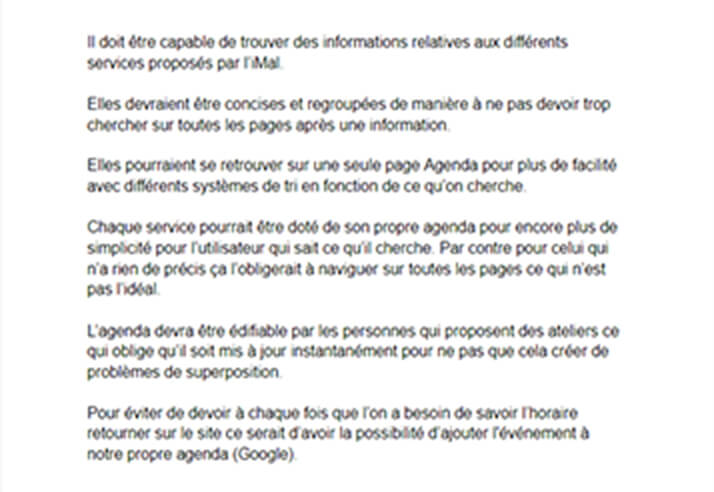 Il doit être capable de trouver des informations relatives aux différents
services proposés par l'iMal.
Elles devraient être concises et regroupées de manière à ne pas devoir trop
chercher sur toutes les pages après une information.
Elles pourraient se retrouver sur une seule page Agenda pour plus de facilité
avec différents systèmes de tri en fonction de ce qu'on cherche.
Chaque service pourrait être doté de son propre agenda pour encore plus de
simplicité pour l'utilisateur qui sait ce qu'il cherche. Par contre pour celui qui
n'a rien de précis ça l'obligerait à naviguer sur toutes les pages ce qui n'est
pas l'idéal.
L'agenda devra être édifiable par les personnes qui proposent des ateliers ce
qui oblige qu'il soit mis à jour instantanément pour ne pas que cela créer de
problèmes de superposition.
Pour éviter de devoir à chaque fois que l'on a besoin de savoir l'horaire
retourner sur le site ce serait d'avoir la possibilité d'ajouter l'événement à
notre propre agenda (Google).